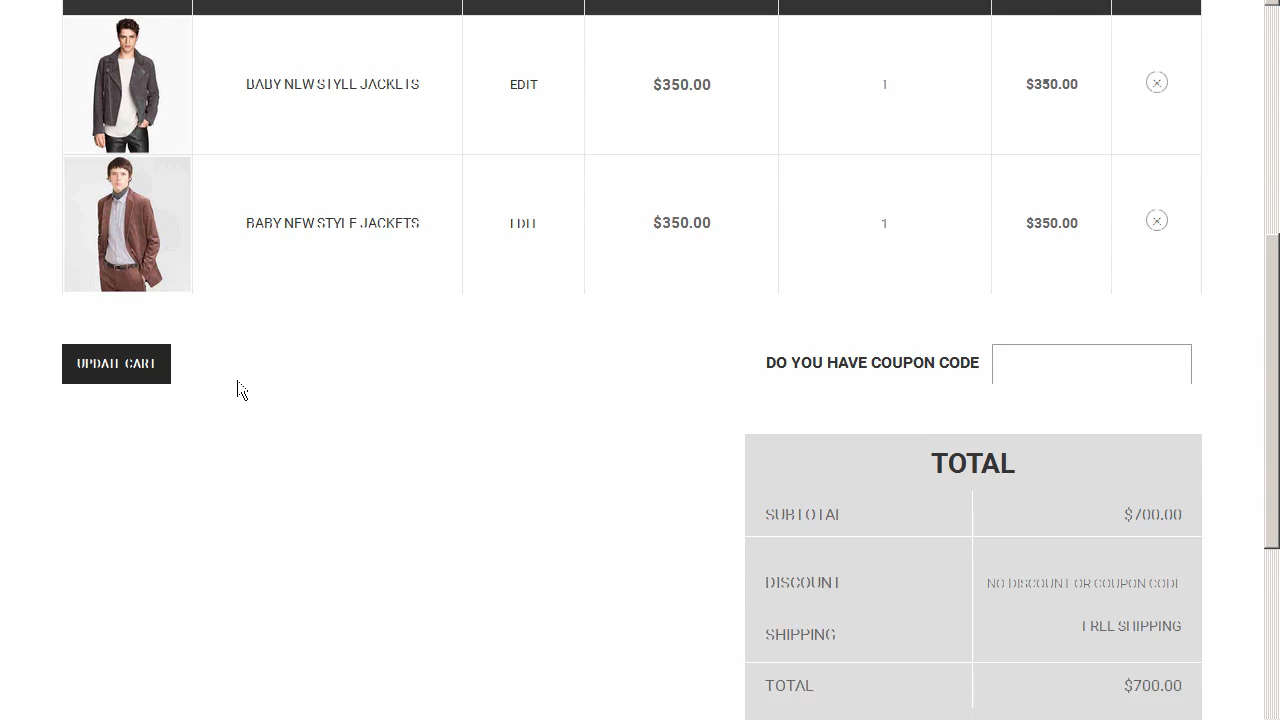 BABY NEW STYLE JACKETS EDIT $350.00 1 $350.00
BABY NEW STYLE JACKETS EDIT $350.00 1 $350.00
UPDATE CART DO YOU HAVE COUPON CODE
TOTAL
SUBTOTAL $700.00
DISCOUNT NO DISCOUNT OR COUPON CODE
SHIPPING FREE SHIPPING
TOTAL $700.00